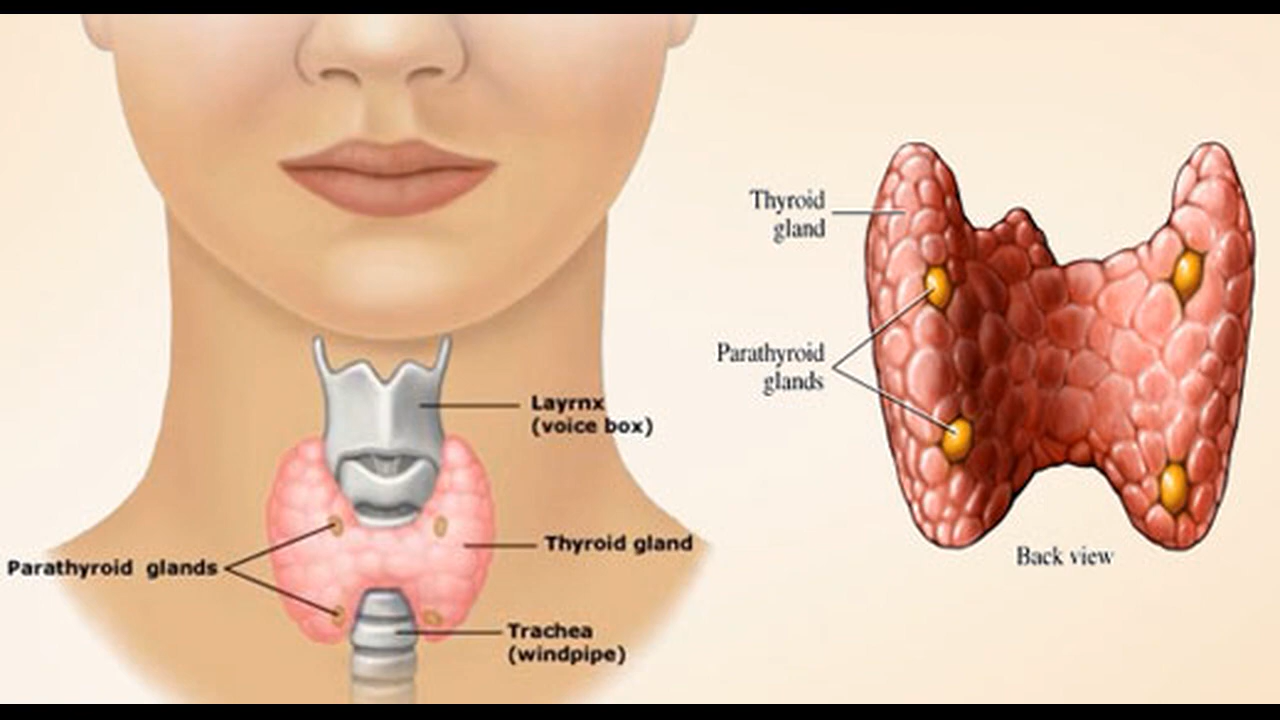 Layrnx
(voice box)
Thyroid gland
Parathyroid glands
Trachea
(windpipe)
Thyroid
gland
Parathyroid
glands
Back view